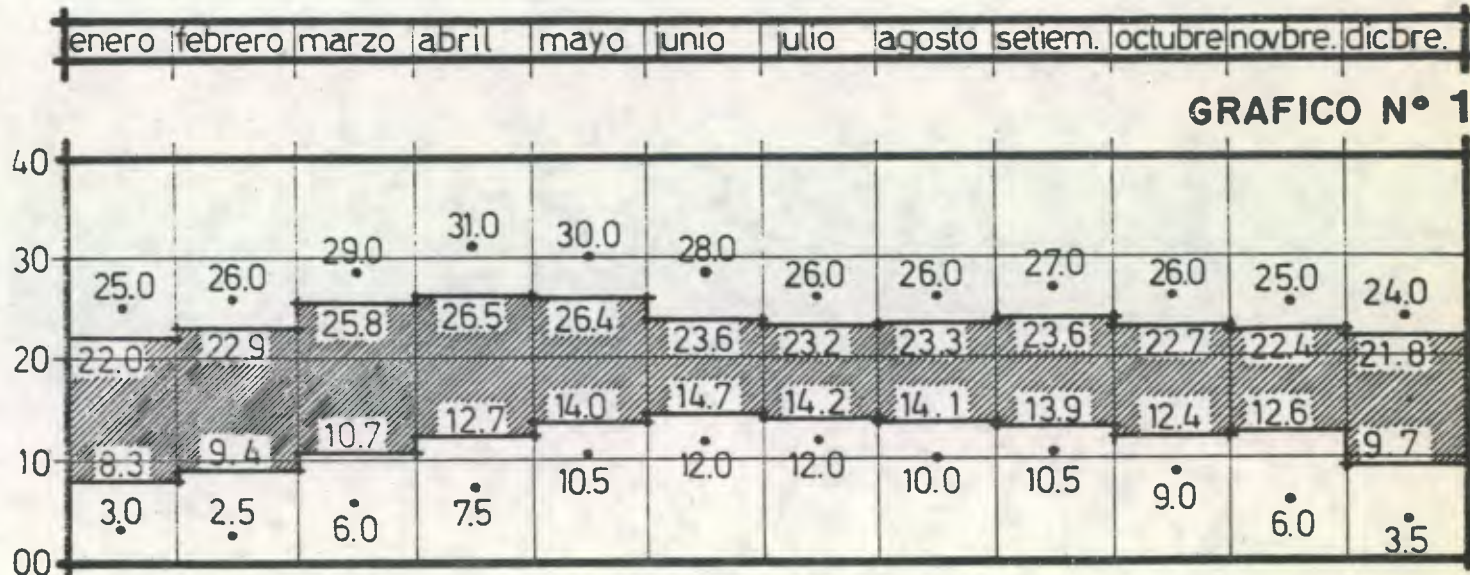 enero febrero marzo abril mayo junio julio agosto setiem. octubre novbre. dicbre.
GRAFICO Nº 1
40
31.0
29.0 30.0 28.0
30
25.0 26.0 26.0 26.0 27.0 26.0 25.0 24.0
25.8 26.5 26.4 23.6 23.2 23.3 23.6 22.7 22.4
22.0 22.9 21.8
20
14.7 14.2 14.1 13.9
10.7 12.7 14.0 12.4 12.6
8.3 9.4 9.7
10
10.5 12.0 12.0 10.0 10.5 9.0
3.0 2.5 6.0 7.5 6.0 3.5
00